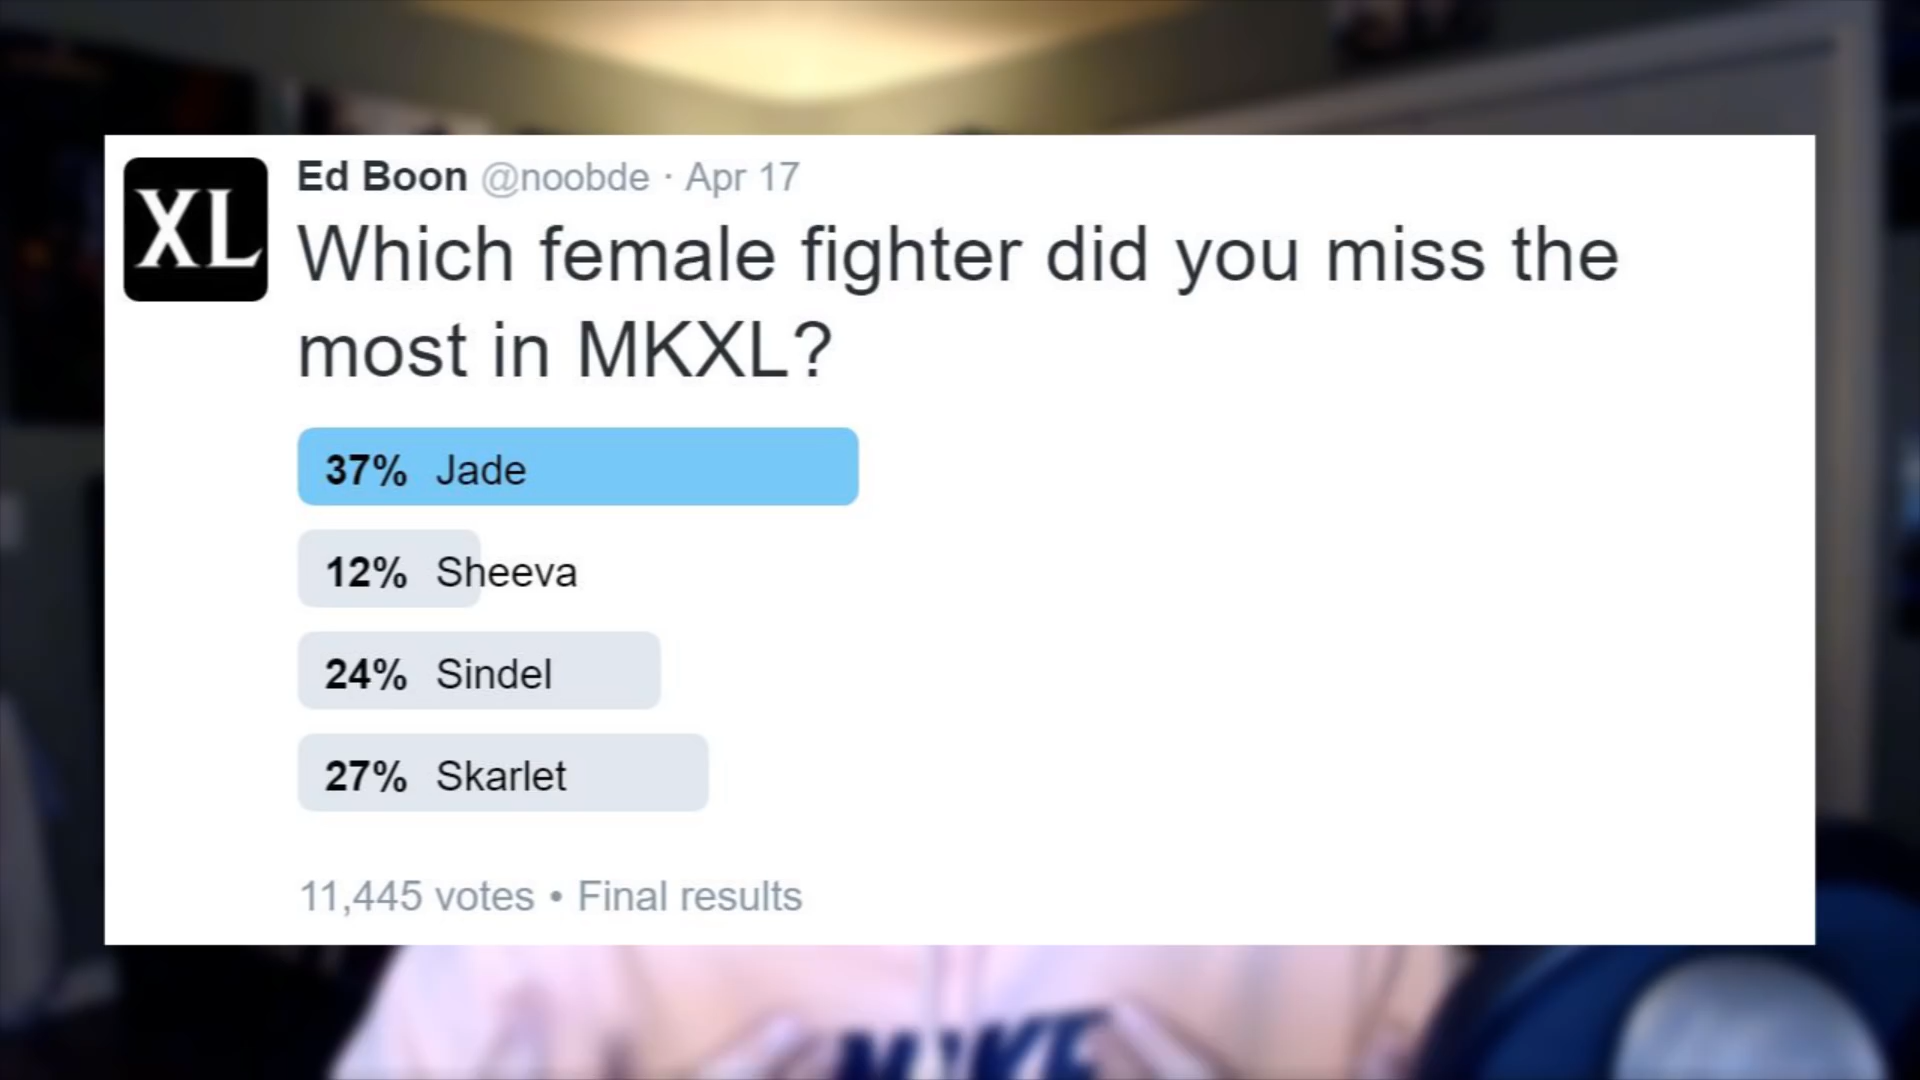 XL
Ed Boon @noobde · Apr 17
Which female fighter did you miss the
most in MKXL?
37% Jade
12% Sheeva
24% Sindel
27% Skarlet
11,445 votes • Final results
NIKE